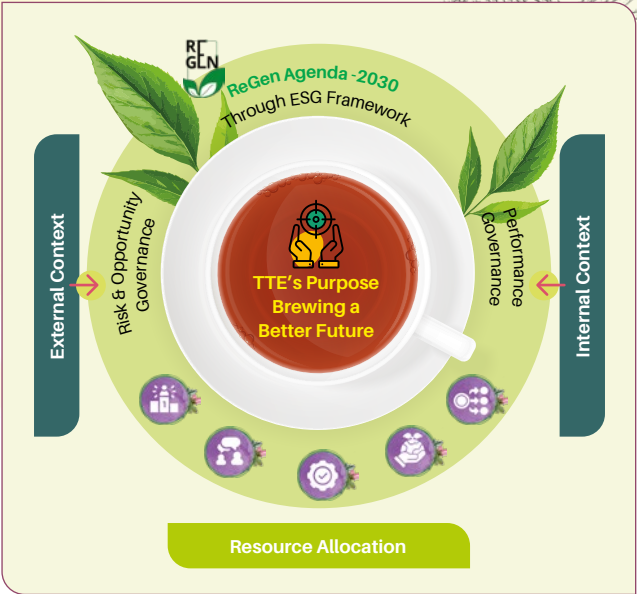 RE
GEN
ReGen Agenda -2030
Through ESG Framework
External Context
Risk & Opportunity
Governance
TTE's Purpose
Brewing a
Better Future
Performance
Governance
Internal Context
Resource Allocation